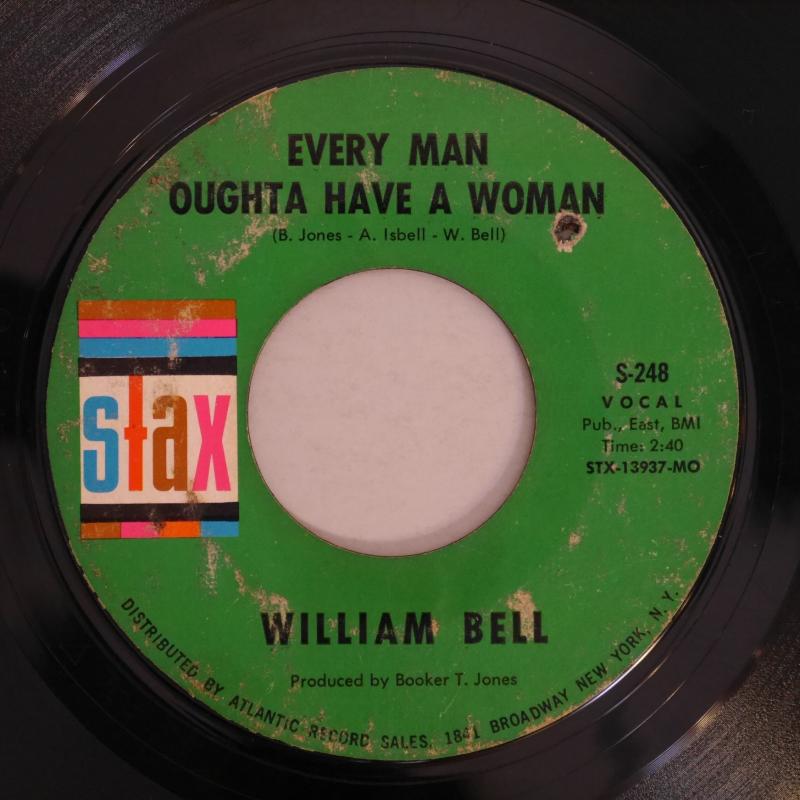 EVERY MAN
OUGHTA HAVE A WOMAN
(B. Jones - A. Isbell - W. Bell)
stax
S-248
VOCAL
Pub., East, BMI
Time: 2:40
STX-13937-MO
WILLIAM BELL
Produced by Booker T. Jones
DISTRIBUTED BY ATLANTIC RECORD SALES, 1841 BROADWAY NEW YORK, N.Y.